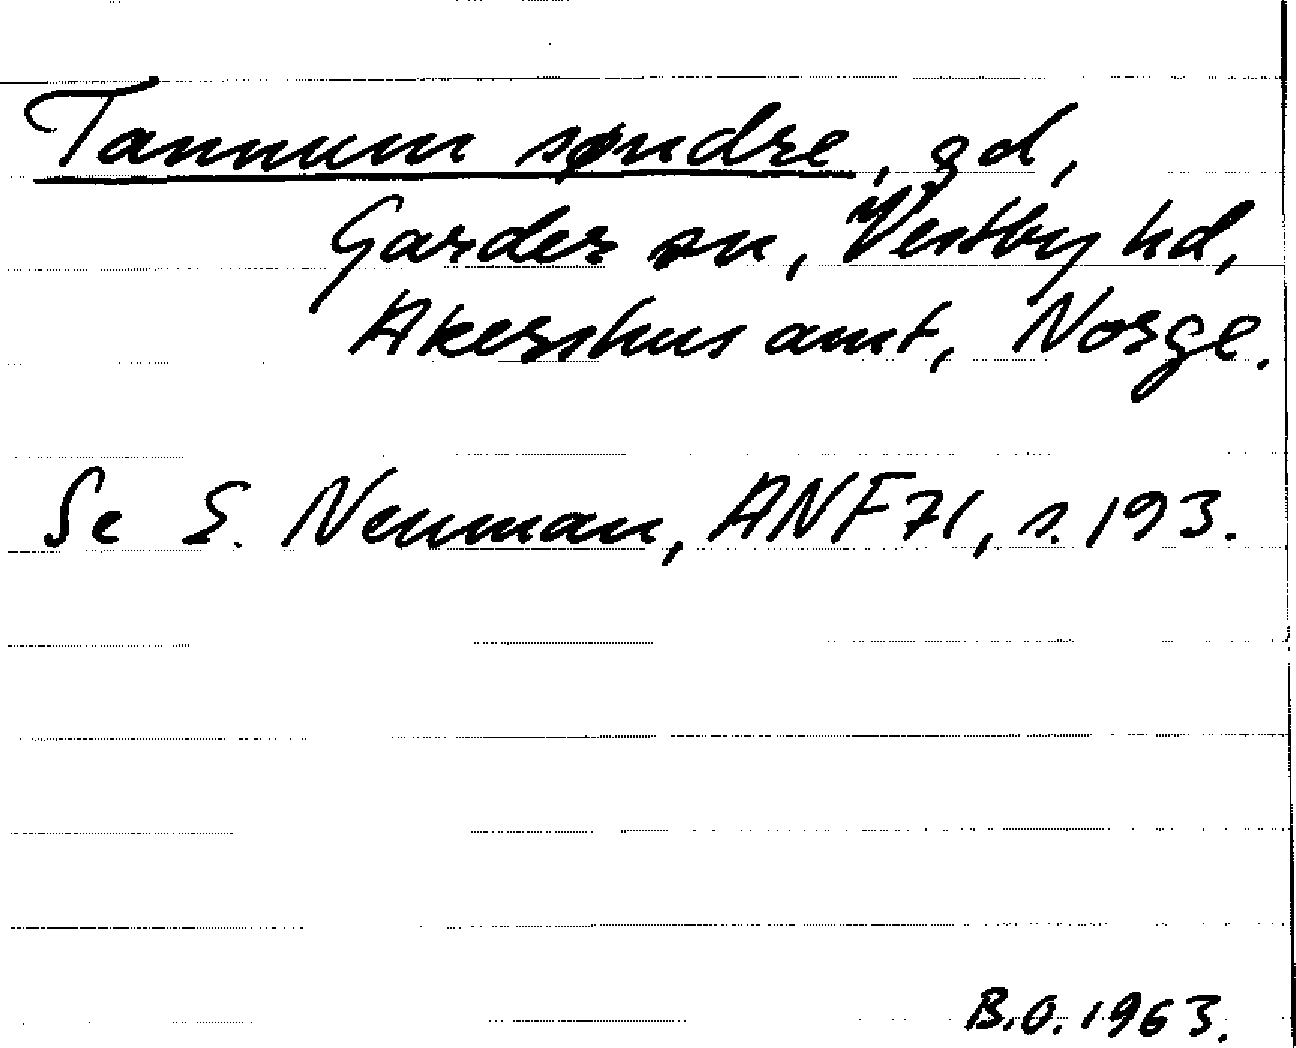 Tannum søndre, gd,
Garder sn, Vestby hd,
Akershus amt, Norge.
Se S. Neuman, ANF 71, s. 193.
B.O. 1963.